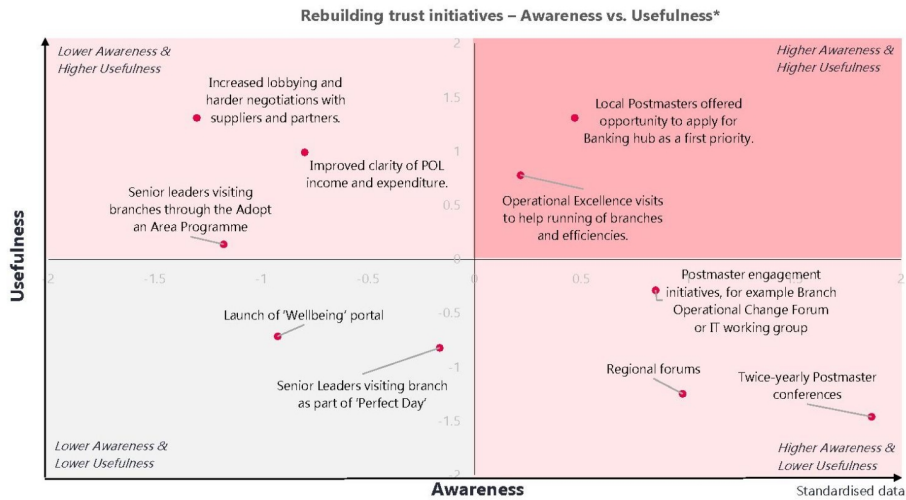 Rebuilding trust initiatives – Awareness vs. Usefulness*
Lower Awareness &
Higher Usefulness
Higher Awareness &
Higher Usefulness
2
1.5
1
0.5
0
-0.5
-1
-1.5
-2
Increased lobbying and
harder negotiations with
suppliers and partners.
Local Postmasters offered
opportunity to apply for
Banking hub as a first priority.
Improved clarity of POL
income and expenditure.
Senior leaders visiting
branches through the Adopt
an Area Programme
Operational Excellence visits
to help running of branches
and efficiencies.
Usefulness
-2
-1.5
-1
-0.5
0
0.5
1
1.5
2
Postmaster engagement
initiatives, for example Branch
Operational Change Forum
or IT working group
Launch of 'Wellbeing' portal
Senior Leaders visiting branch
as part of 'Perfect Day'
Regional forums
Twice-yearly Postmaster
conferences
Lower Awareness &
Lower Usefulness
Higher Awareness &
Lower Usefulness
Awareness
Standardised data